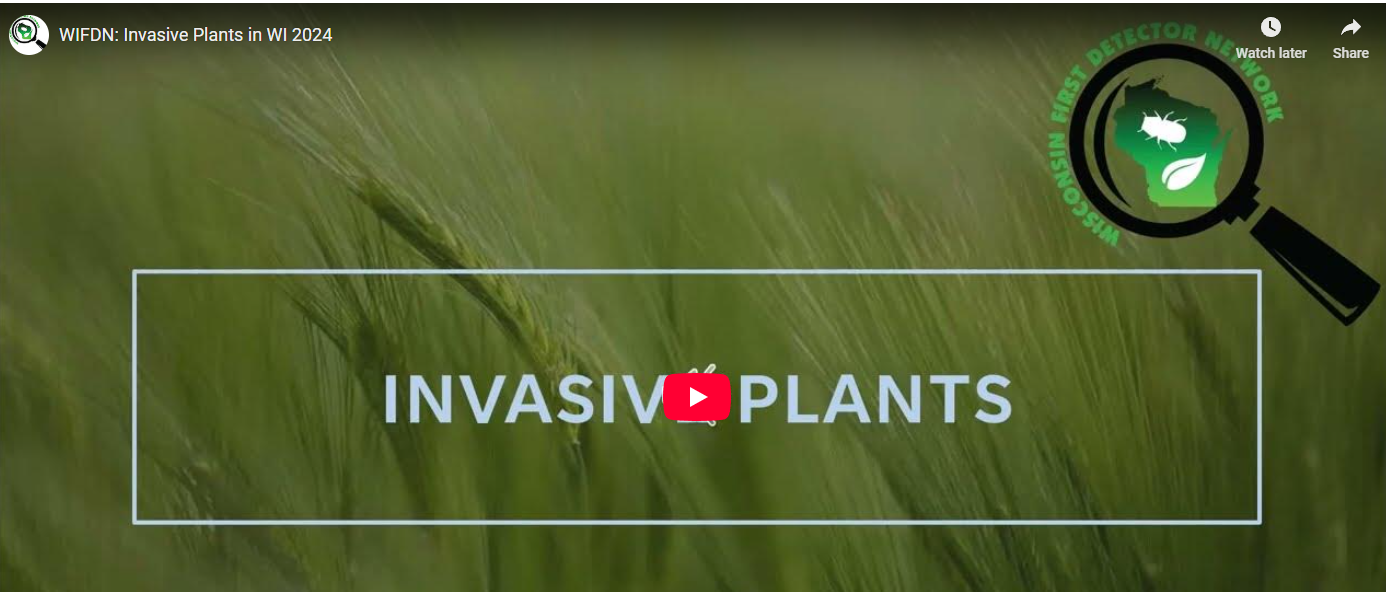 WIFDN: Invasive Plants in WI 2024
Watch later
Share
WISCONSIN FIRST DETECTOR NETWORK
INVASIVE PLANTS